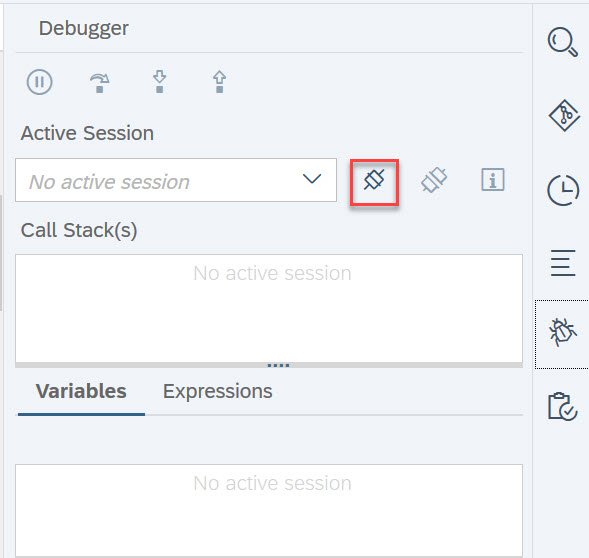 Debugger
Active Session
No active session
Call Stack(s)
No active session
Variables Expressions
No active session